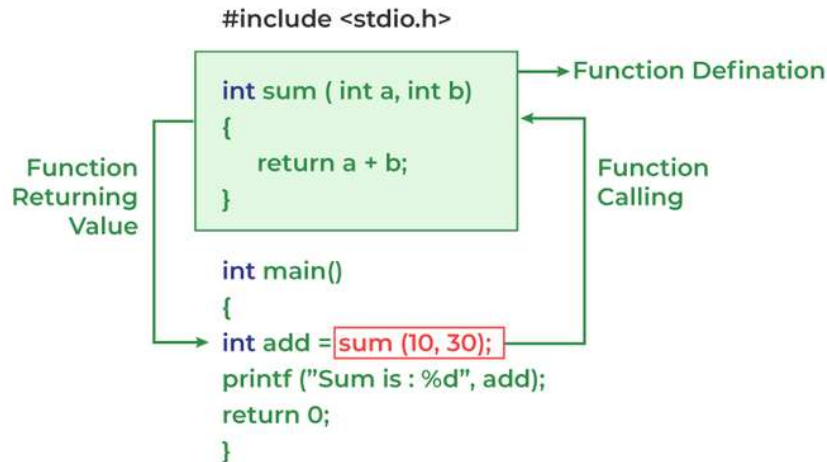 #include <stdio.h>
int sum ( int a, int b)
{
return a + b;
}
Function Defination
Function
Returning
Value
Function
Calling
int main()
{
int add = sum (10, 30);
printf (”Sum is : %d”, add);
return 0;
}